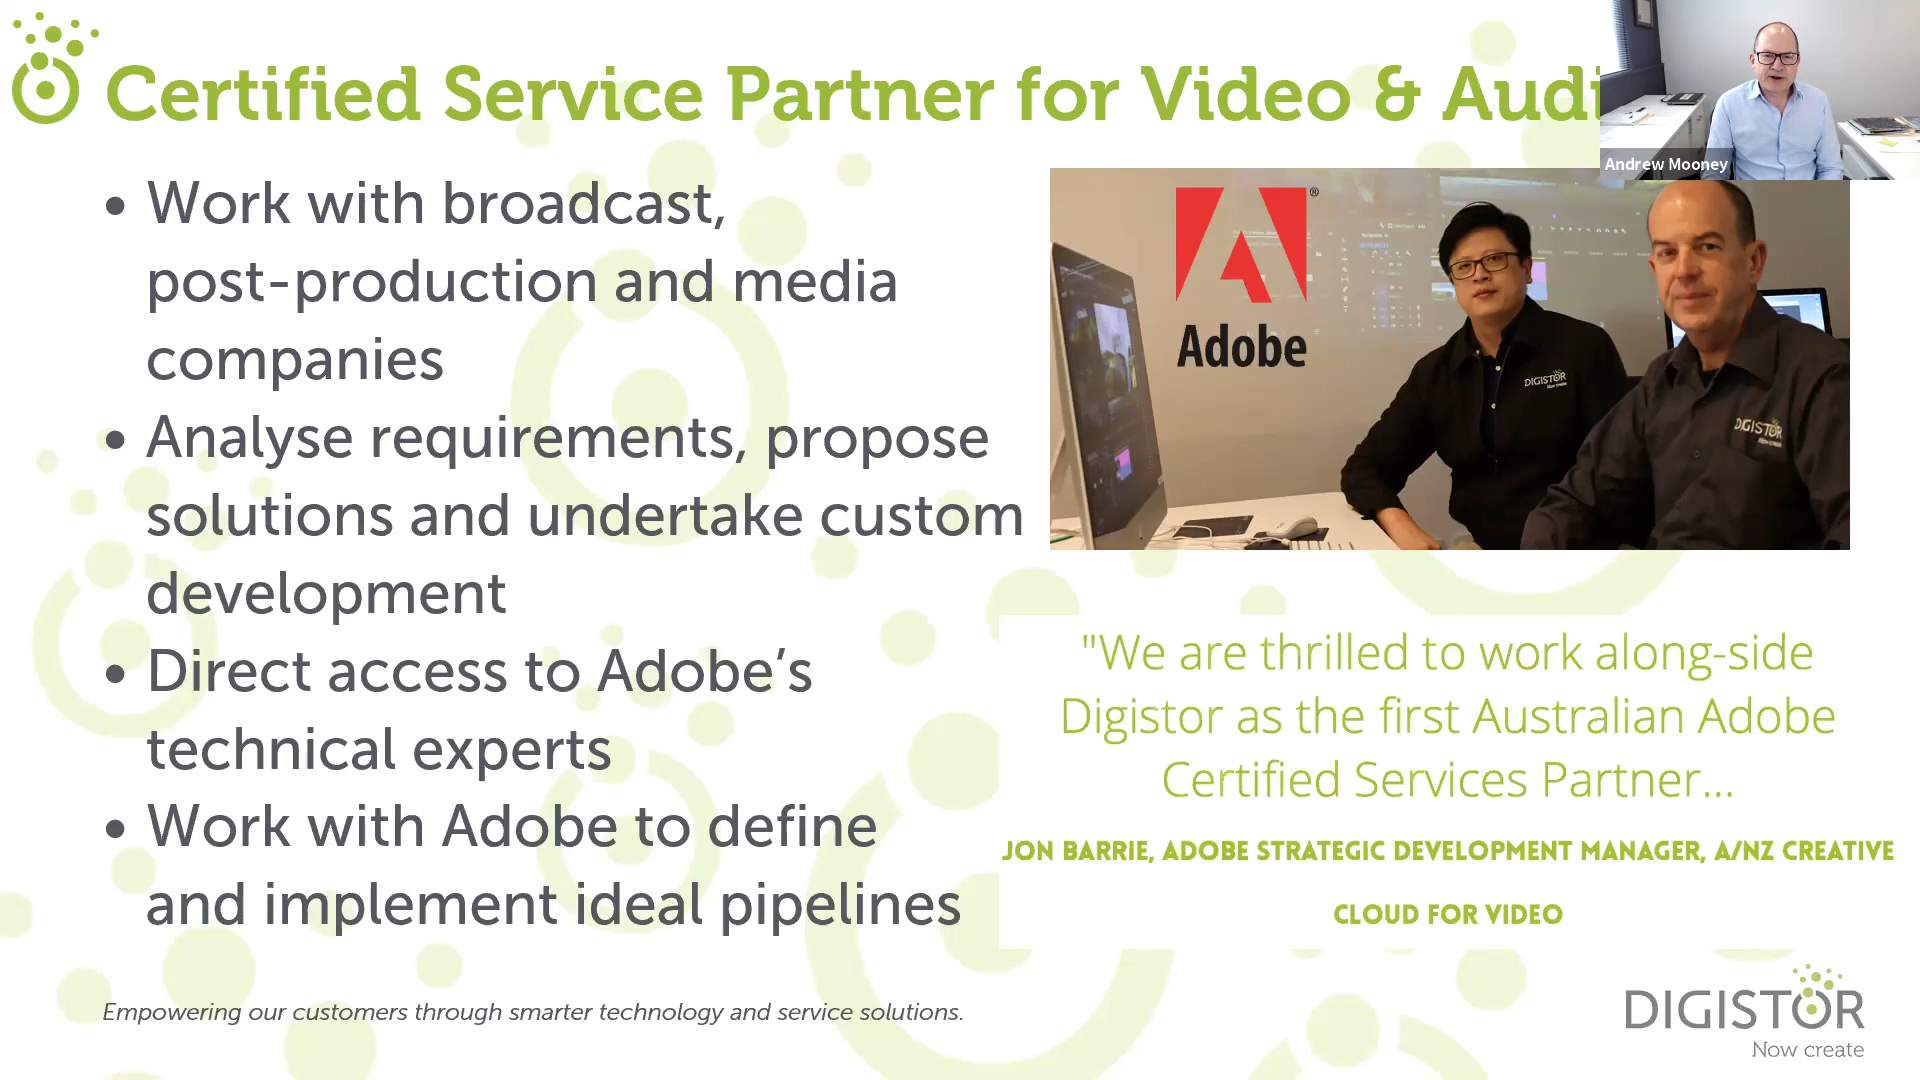 Certified Service Partner for Video & Audi
Andrew Mooney
• Work with broadcast,
post-production and media
companies
• Analyse requirements, propose
solutions and undertake custom
development
• Direct access to Adobe’s
technical experts
• Work with Adobe to define
and implement ideal pipelines
®
Adobe
DIGISTOR
Now create
DIGISTOR
Now create
"We are thrilled to work along-side
Digistor as the first Australian Adobe
Certified Services Partner...
JON BARRIE, ADOBE STRATEGIC DEVELOPMENT MANAGER, A/NZ CREATIVE
CLOUD FOR VIDEO
Empowering our customers through smarter technology and service solutions.
DIGISTOR
Now create